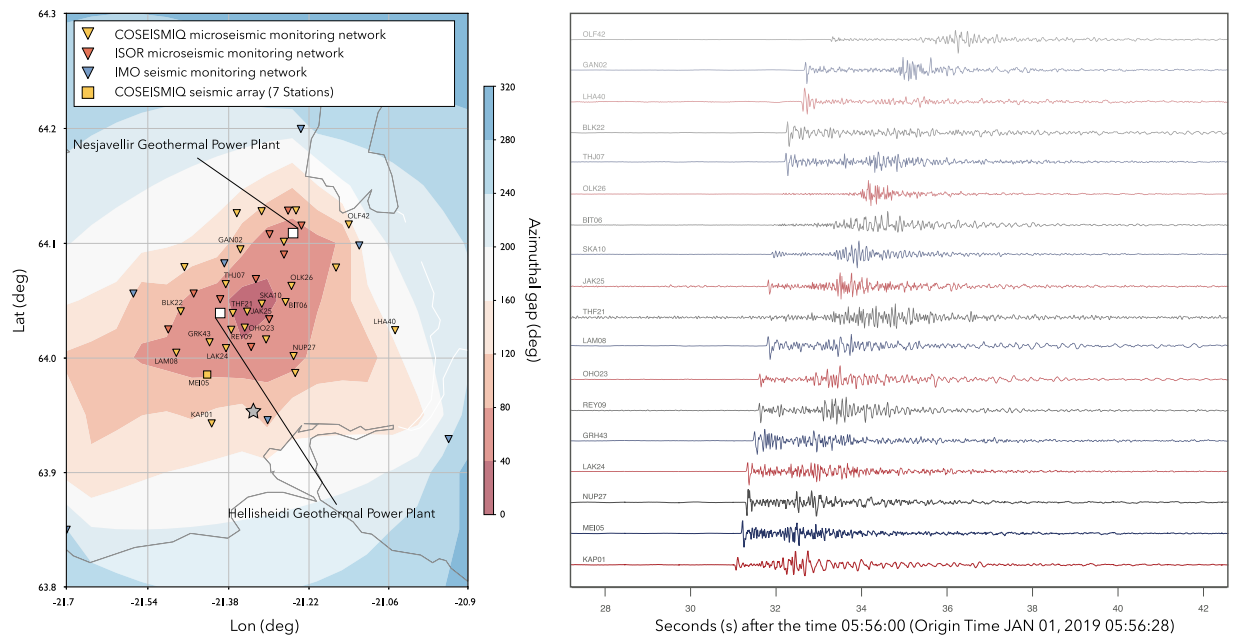 64.3
64.2
64.1
64.0
63.9
63.8
Lat (deg)
COSEISMIQ microseismic monitoring network
ISOR microseismic monitoring network
IMO seismic monitoring network
COSEISMIQ seismic array (7 Stations)
Nesjavellir Geothermal Power Plant
OLF42
GAN02
THJ07
OLK26
BLK22
SKA10
BIT06
THF21
JAK25
LHA40
GRK43
OHO23
REY09
LAK24
NUP27
LAM08
MEI05
KAP01
Hellisheidi Geothermal Power Plant
-21.7
-21.54
-21.38
-21.22
-21.06
-20.9
Lon (deg)
320
280
240
200
160
120
80
40
0
Azimuthal gap (deg)
OLF42
GAN02
LHA40
BLK22
THJ07
OLK26
BIT06
SKA10
JAK25
THF21
LAM08
OHO23
REY09
GRH43
LAK24
NUP27
MEI05
KAP01
28
30
32
34
36
38
40
42
Seconds (s) after the time 05:56:00 (Origin Time JAN 01, 2019 05:56:28)